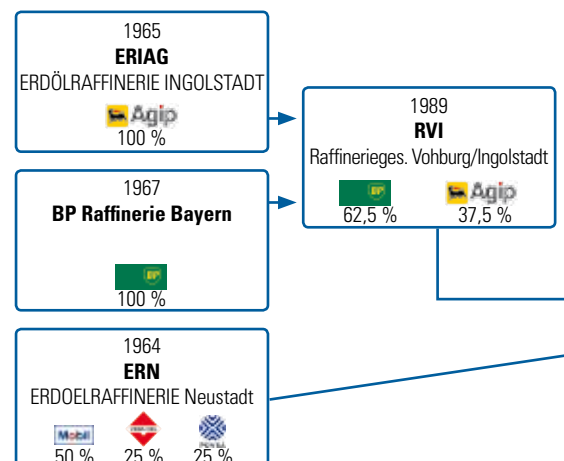 1965
ERIAG
ERDÖLRAFFINERIE INGOLSTADT
Agip
100 %
1967
BP Raffinerie Bayern
BP
100 %
1964
ERN
ERDOELRAFFINERIE Neustadt
Mobil
50 % 25 % 25 %
1989
RVI
Raffinerieges. Vohburg/Ingolstadt
BP Agip
62,5 % 37,5 %